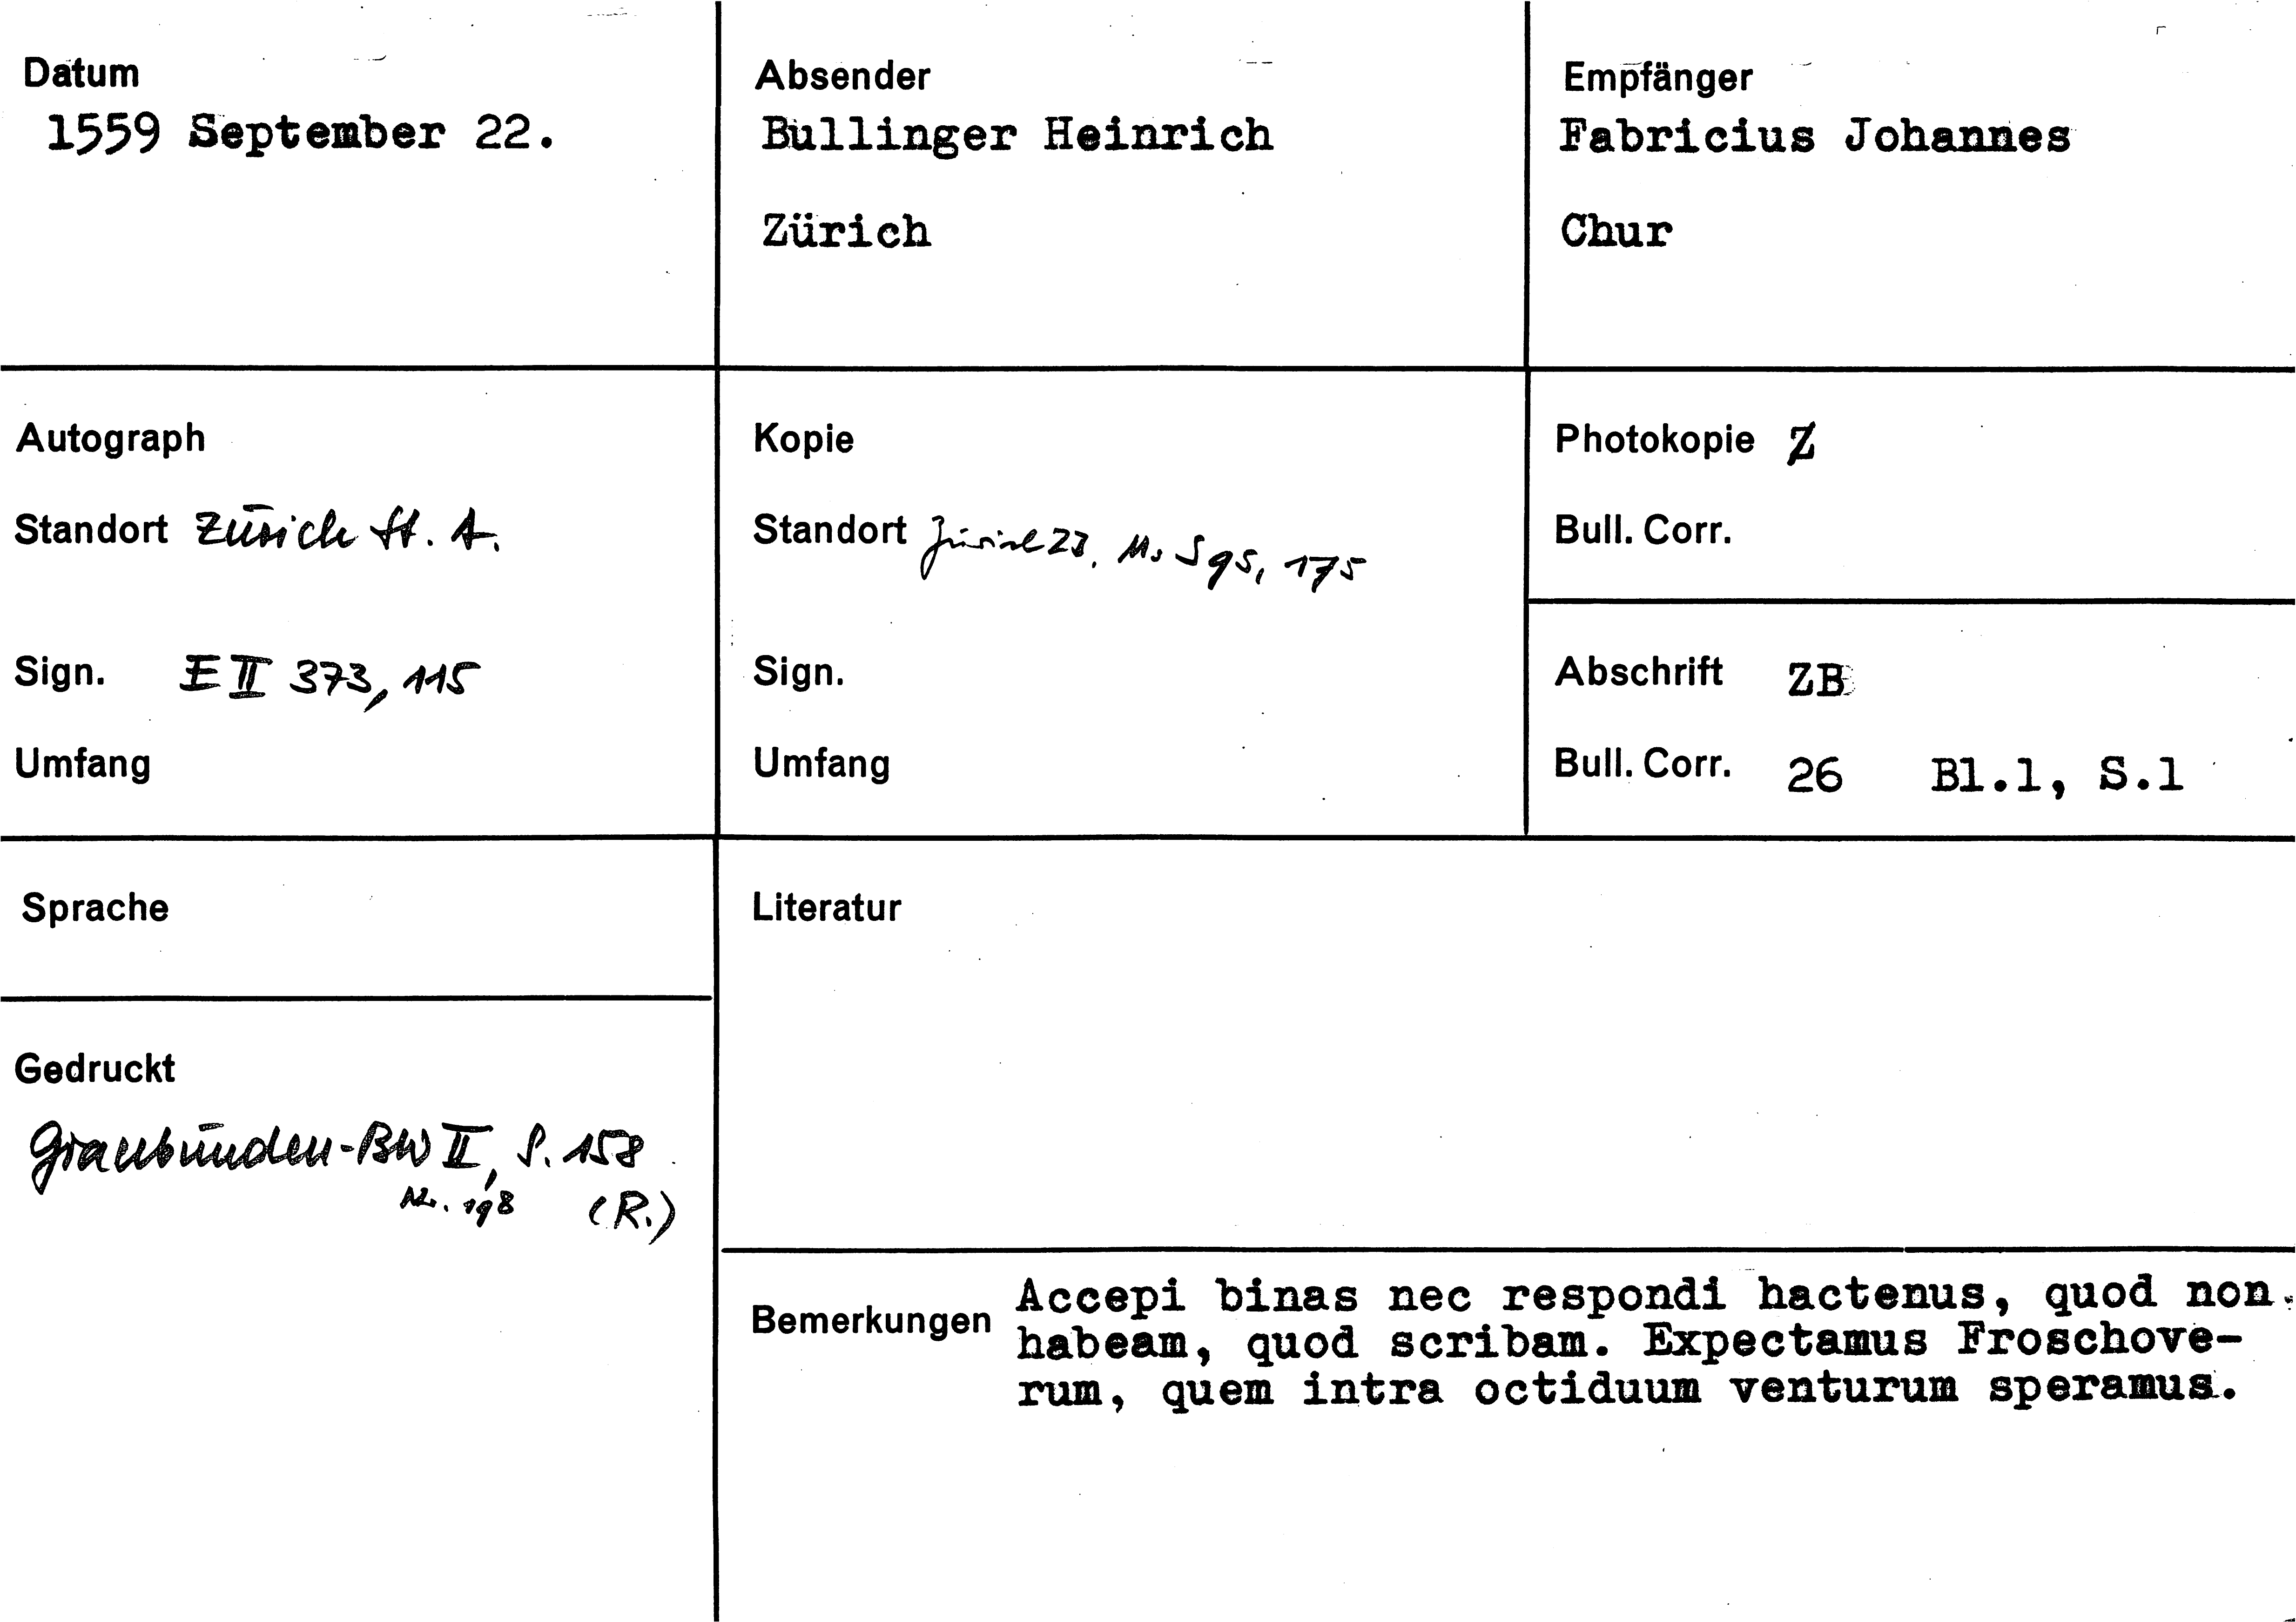 Datum
1559 September 22.
Absender
Bullinger Heinrich
Zürich
Empfänger
Fabricius Johannes
Chur
Autograph
Standort Zürich St. A.
Sign. E II 373, 115
Umfang
Kopie
Standort Zürich ZB, Ms S 95, 175
Sign.
Umfang
Photokopie Z
Bull. Corr.
Abschrift ZB
Bull. Corr. 26 Bl.1, S.1
Sprache
Gedruckt
Graubünden-BW II, S. 158
Nr. 198 (R.)
Literatur
Bemerkungen Accepi binas nec respondi hactenus, quod non
habeam, quod scribam. Expectamus Froschove-
rum, quem intra octiduum venturum speramus.